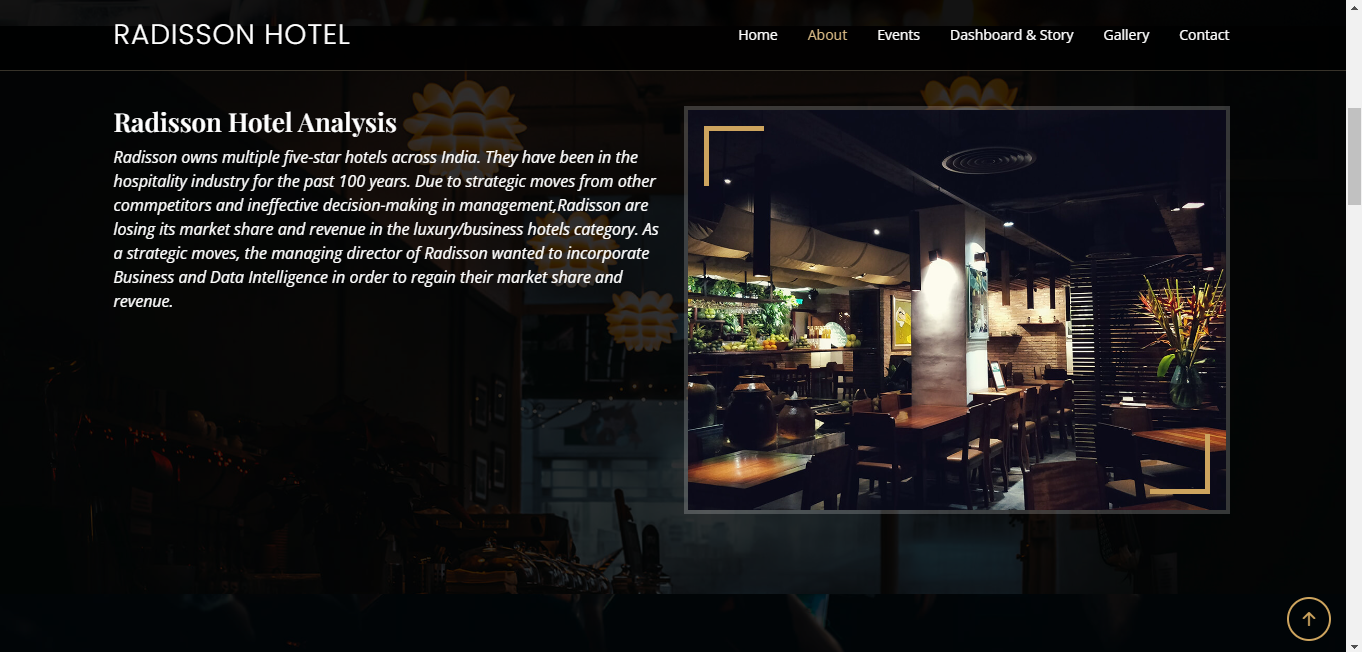 RADISSON HOTEL
Home
About
Events
Dashboard & Story
Gallery
Contact
Radisson Hotel Analysis
Radisson owns multiple five-star hotels across India. They have been in the
hospitality industry for the past 100 years. Due to strategic moves from other
commpetitors and ineffective decision-making in management,Radisson are
losing its market share and revenue in the luxury/business hotels category. As
a strategic moves, the managing director of Radisson wanted to incorporate
Business and Data Intelligence in order to regain their market share and
revenue.